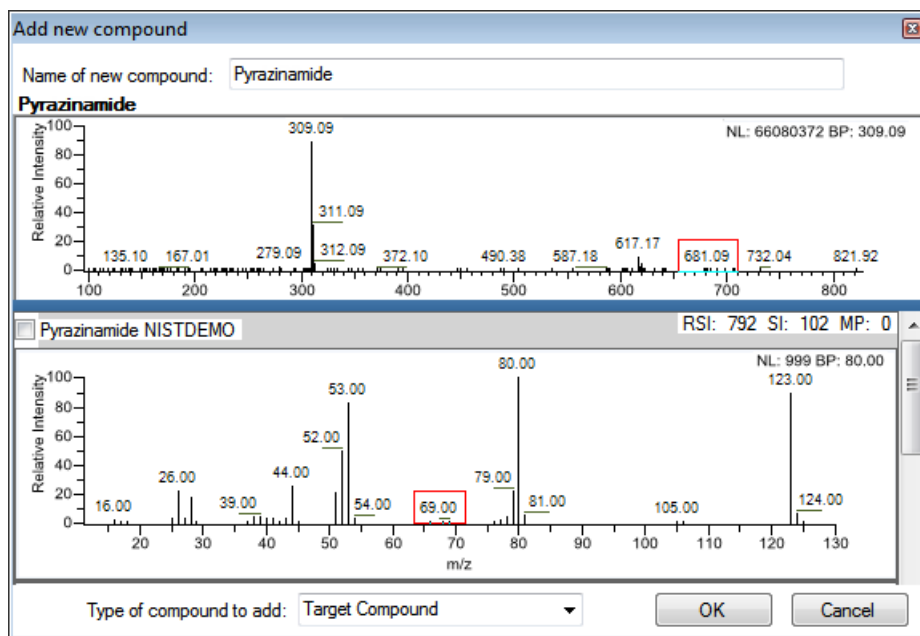 Add new compound
Name of new compound: Pyrazinamide
Pyrazinamide
NL: 66080372 BP: 309.09
Relative Intensity
100
80
60
40
20
0
309.09
311.09
135.10 167.01 279.09 312.09 372.10 490.38 587.18 617.17 681.09 732.04 821.92
100 200 300 400 500 600 700 800
Pyrazinamide NISTDEMO
RSI: 792 SI: 102 MP: 0
NL: 999 BP: 80.00
Relative Intensity
100
80
60
40
20
0
80.00
53.00 123.00
52.00
26.00 44.00 79.00
16.00 39.00 54.00 69.00 81.00 105.00 124.00
20 30 40 50 60 70 80 90 100 110 120 130
m/z
Type of compound to add: Target Compound
OK
Cancel